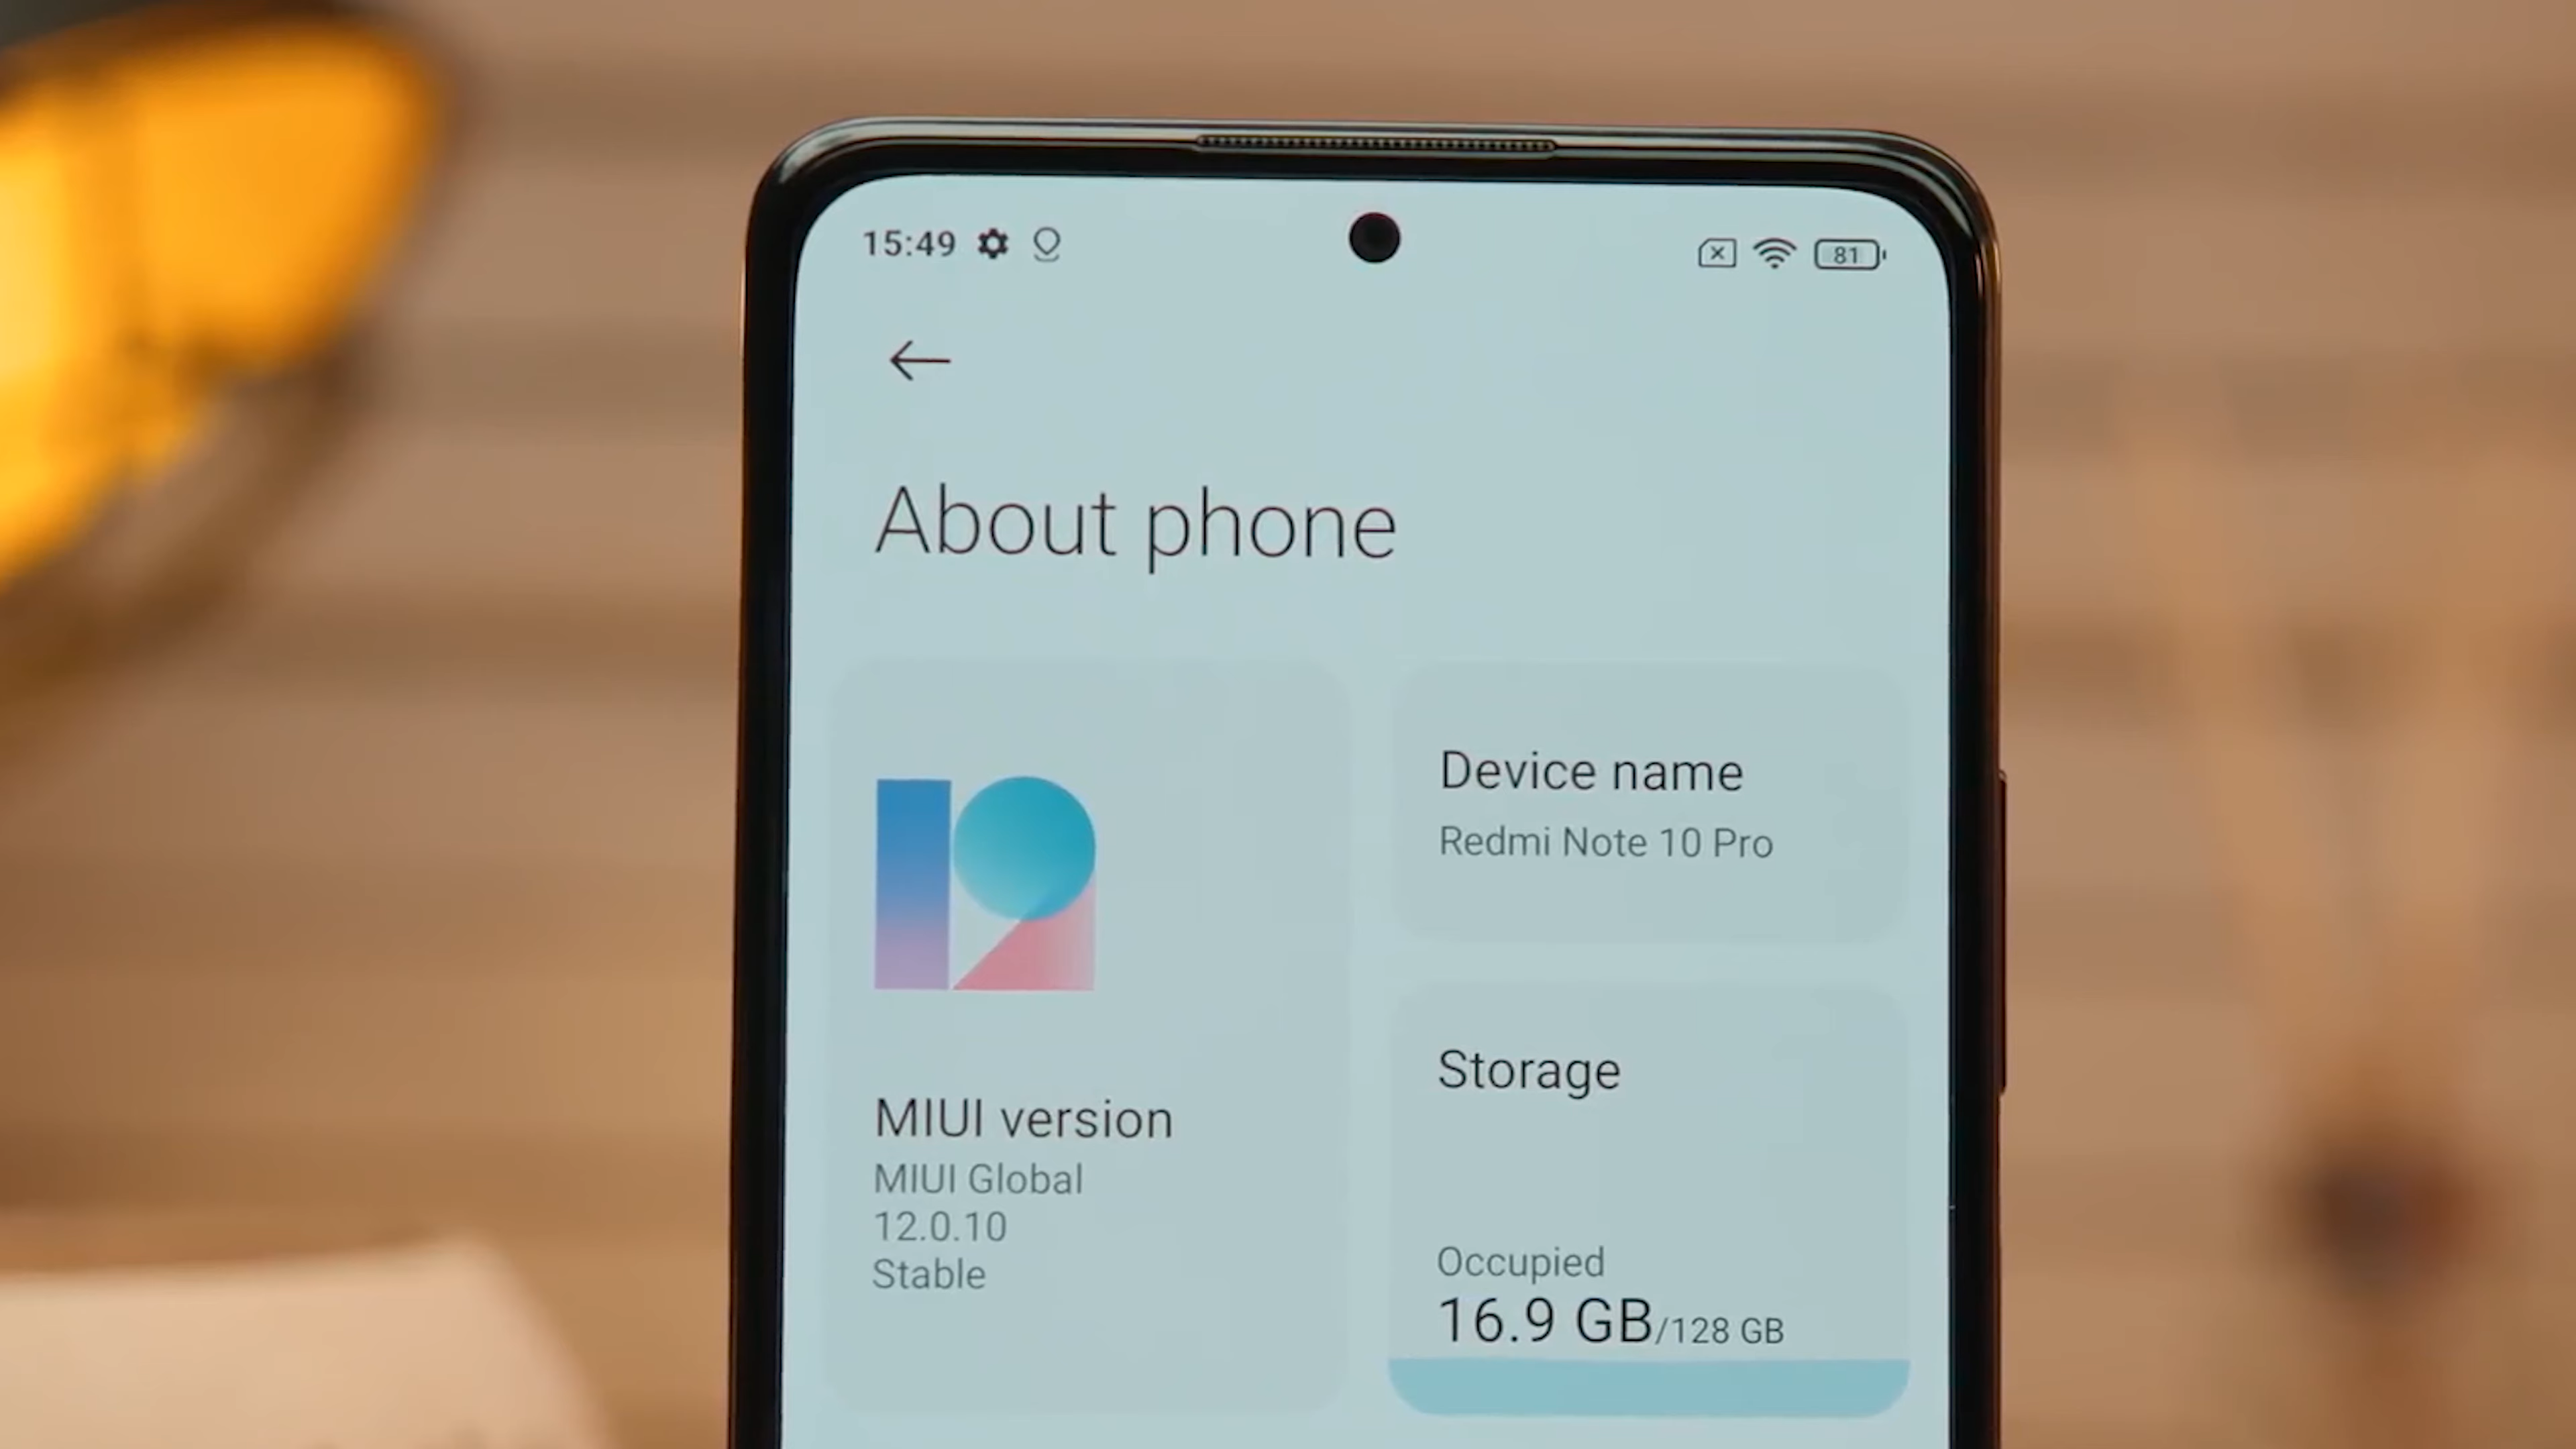 15:49
81
About phone
Device name
Redmi Note 10 Pro
MIUI version
MIUI Global
12.0.10
Stable
Storage
Occupied
16.9 GB/128 GB